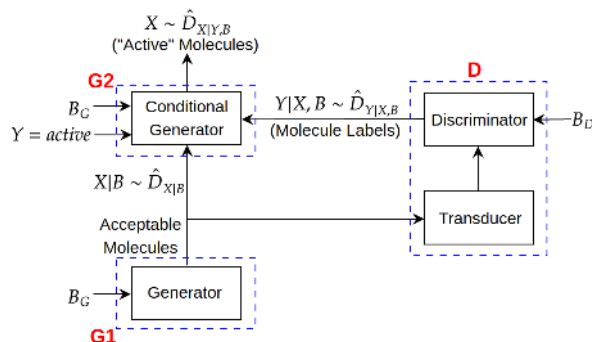 X ~ D̂_{X|Y,B}
("Active" Molecules)
G2
D
B_G
Conditional
Generator
Y = active
Y|X, B ~ D̂_{Y|X,B}
(Molecule Labels)
Discriminator
B_D
X|B ~ D̂_{X|B}
Acceptable
Molecules
Transducer
B_G
Generator
G1